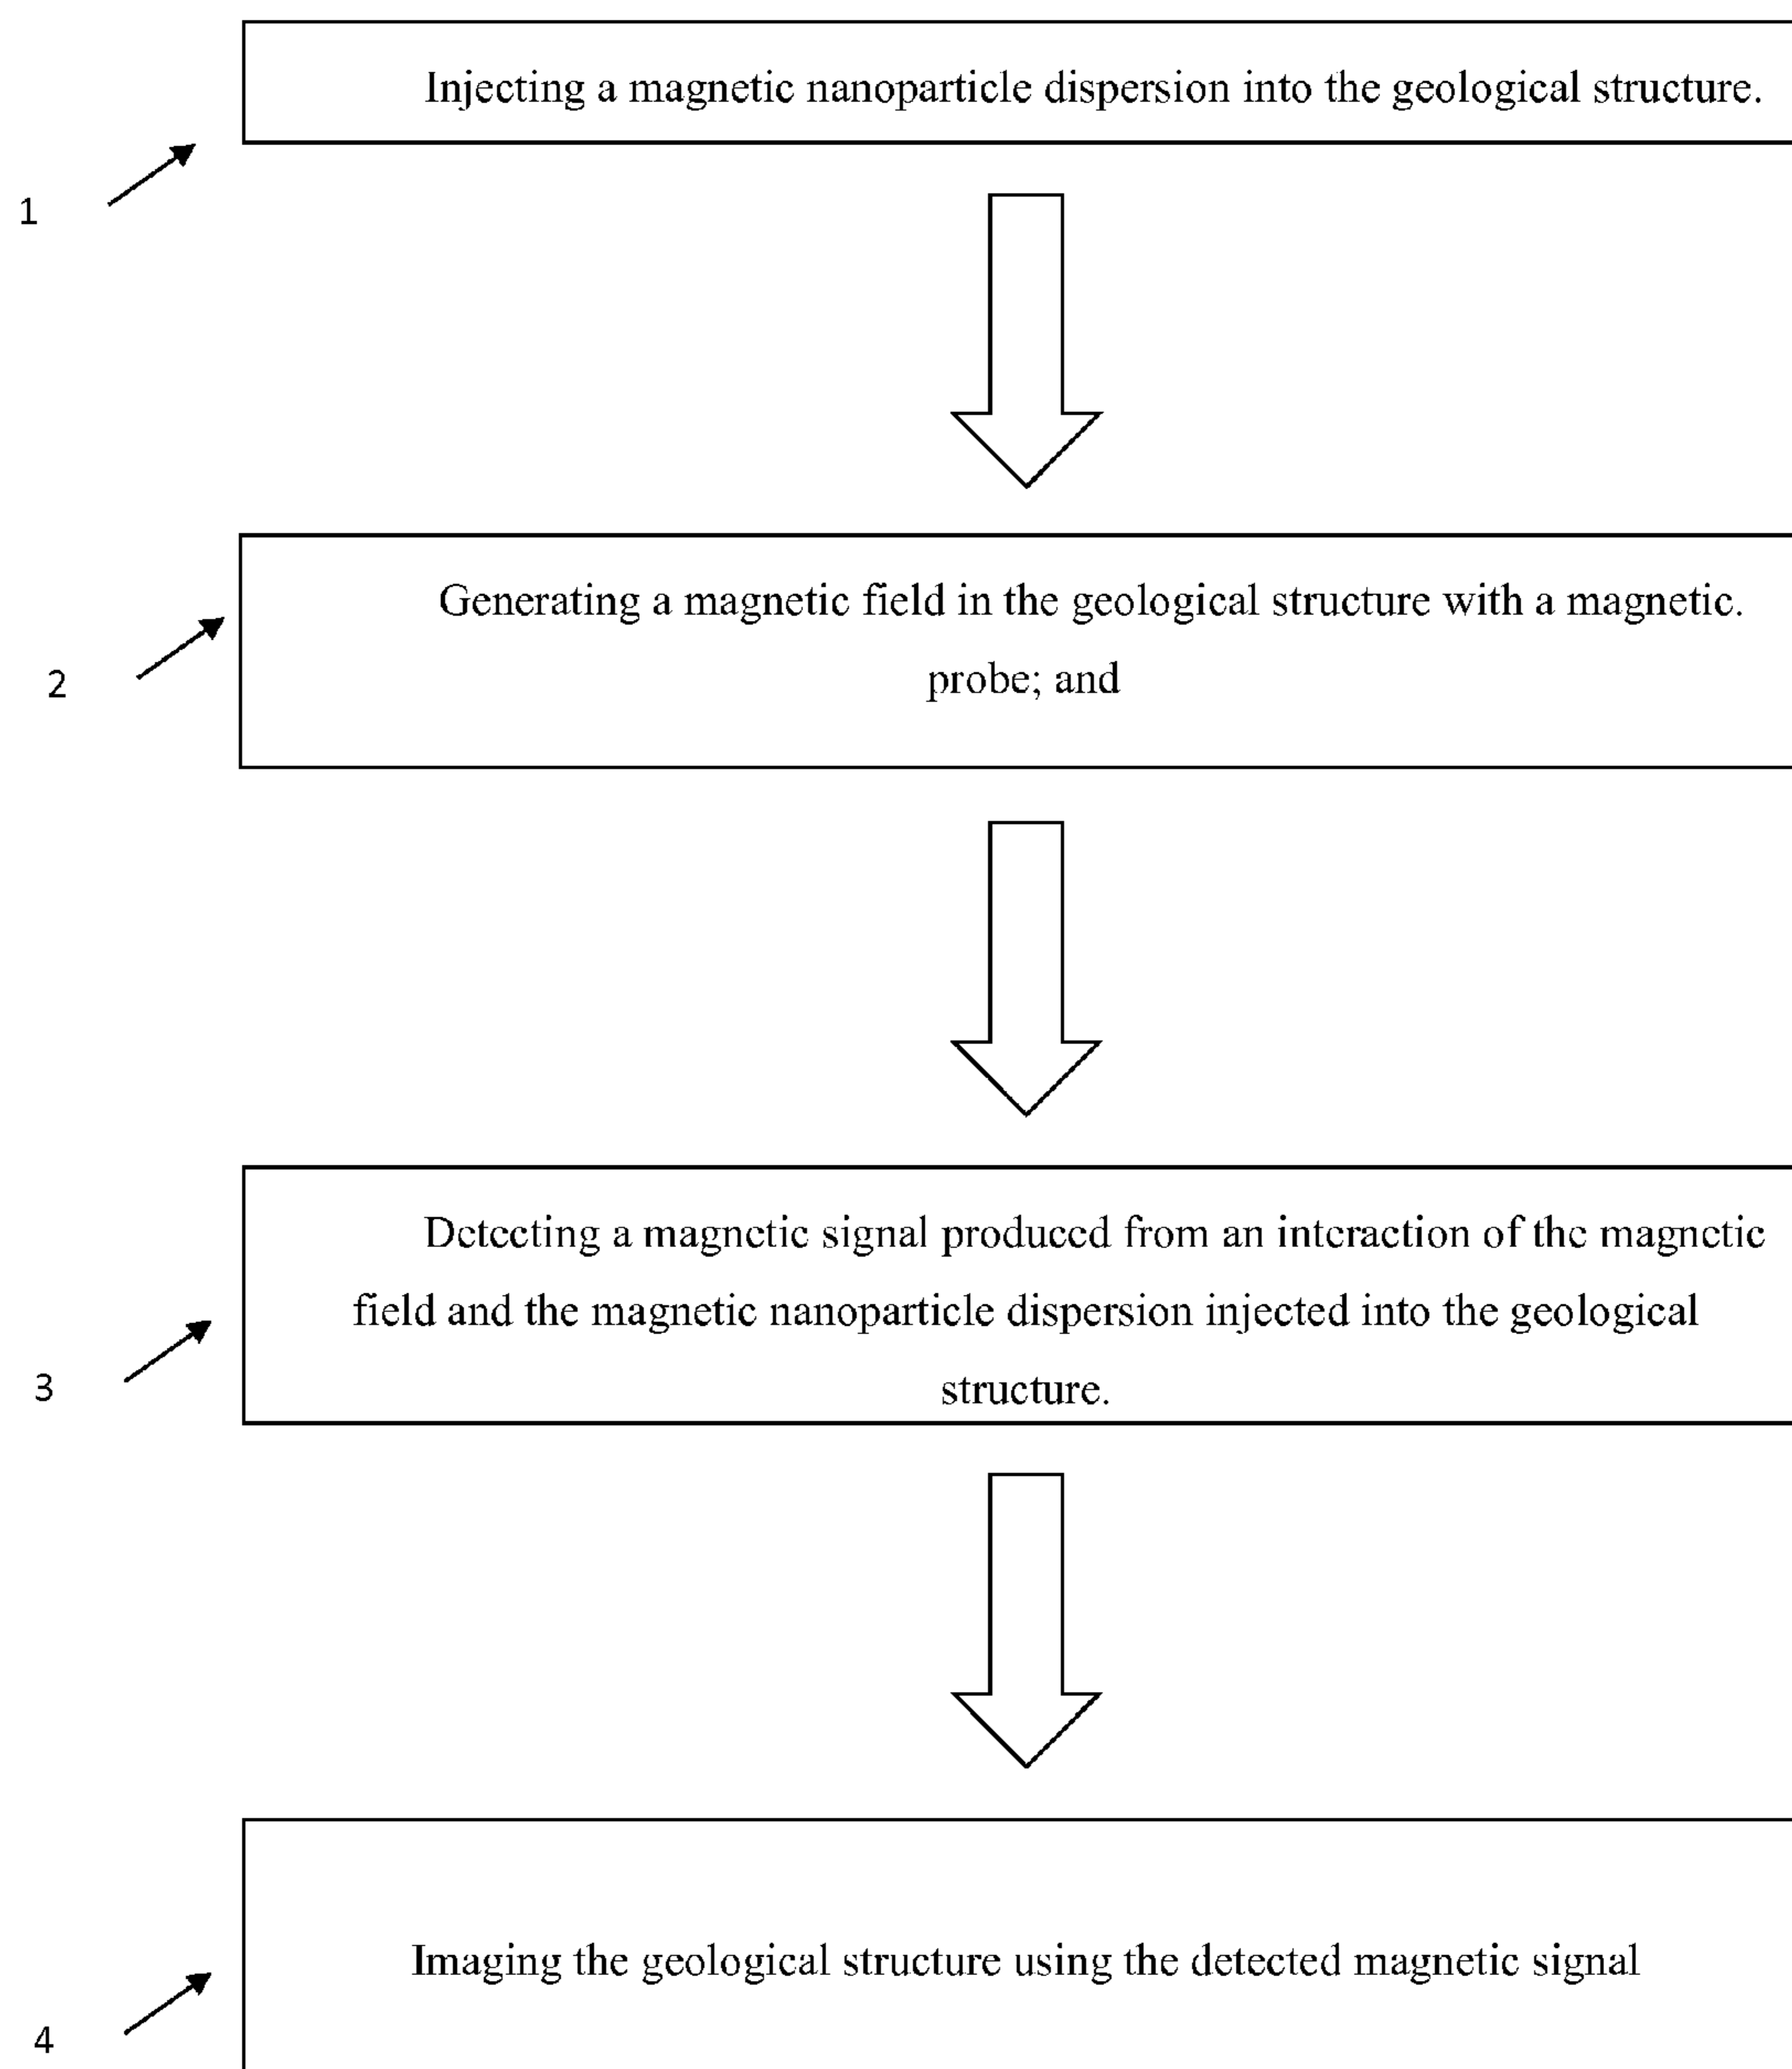 Injecting a magnetic nanoparticle dispersion into the geological structure.
1
Generating a magnetic field in the geological structure with a magnetic.
probe; and
2
Detecting a magnetic signal produced from an interaction of the magnetic
field and the magnetic nanoparticle dispersion injected into the geological
structure.
3
Imaging the geological structure using the detected magnetic signal
4